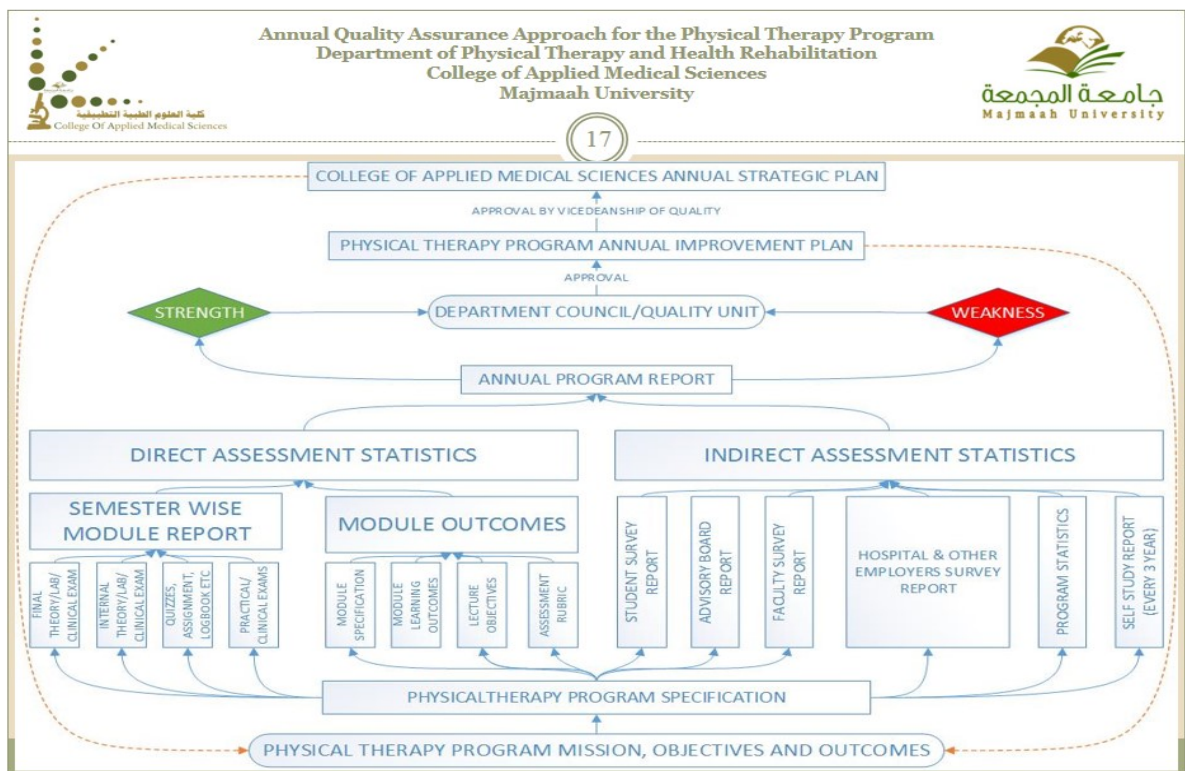 Annual Quality Assurance Approach for the Physical Therapy Program
Department of Physical Therapy and Health Rehabilitation
College of Applied Medical Sciences
Majmaah University
كلية العلوم الطبية التطبيقية
College Of Applied Medical Sciences
جامعة المجمعة
Majmaah University
17
COLLEGE OF APPLIED MEDICAL SCIENCES ANNUAL STRATEGIC PLAN
APPROVAL BY VICEDEANSHIP OF QUALITY
PHYSICAL THERAPY PROGRAM ANNUAL IMPROVEMENT PLAN
APPROVAL
STRENGTH
DEPARTMENT COUNCIL/QUALITY UNIT
WEAKNESS
ANNUAL PROGRAM REPORT
DIRECT ASSESSMENT STATISTICS
INDIRECT ASSESSMENT STATISTICS
SEMESTER WISE
MODULE REPORT
MODULE OUTCOMES
FINAL
THEORY/LAB/
CLINICAL EXAM
INTERNAL
THEORY/LAB/
CLINICAL EXAM
QUIZZES,
ASSIGNMENT,
LOGBOOK ETC
PRACTICAL/
CLINICAL EXAMS
MODULE
SPECIFICATION
MODULE
LEARNING
OUTCOMES
LECTURE
OBJECTIVES
ASSESSMENT
RUBRIC
STUDENT SURVEY
REPORT
ADVISORY BOARD
REPORT
FACULTY SURVEY
REPORT
HOSPITAL & OTHER
EMPLOYERS SURVEY
REPORT
PROGRAM STATISTICS
SELF STUDY REPORT
(EVERY 3 YEAR)
PHYSICALTHERAPY PROGRAM SPECIFICATION
PHYSICAL THERAPY PROGRAM MISSION, OBJECTIVES AND OUTCOMES